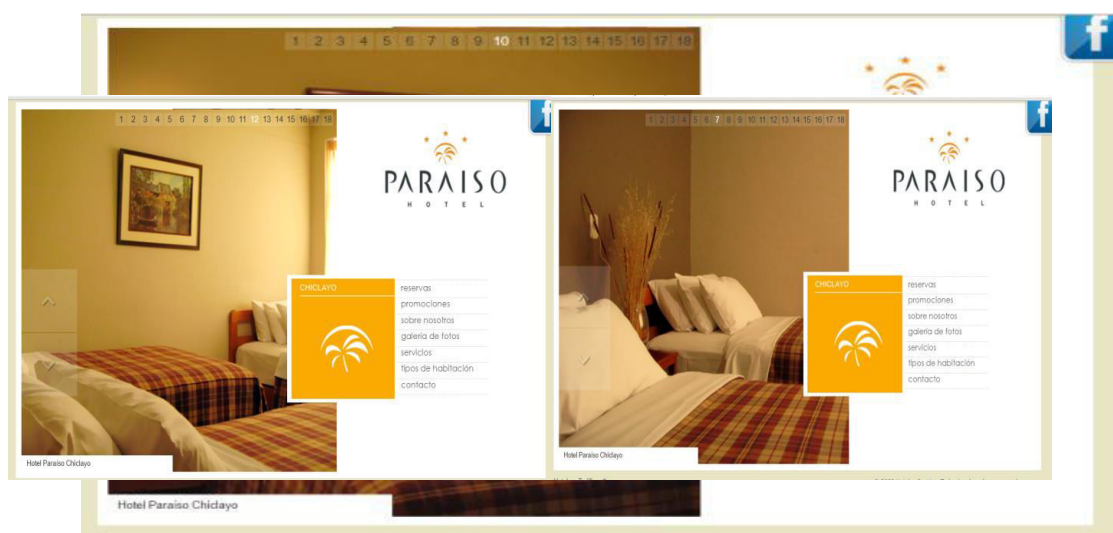 1 2 3 4 5 6 7 8 9 10 11 12 13 14 15 16 17 18
f
1 2 3 4 5 6 7 8 9 10 11 12 13 14 15 16 17 18
f
PARAISO
HOTEL
CHICLAYO
reservas
promociones
sobre nosotros
galería de fotos
servicios
tipos de habitación
contacto
Hotel Paraiso Chiclayo
1 2 3 4 5 6 7 8 9 10 11 12 13 14 15 16 17 18
f
PARAISO
HOTEL
CHICLAYO
reservas
promociones
sobre nosotros
galería de fotos
servicios
tipos de habitación
contacto
Hotel Paraiso Chiclayo
Hotel Paraiso Chiclayo